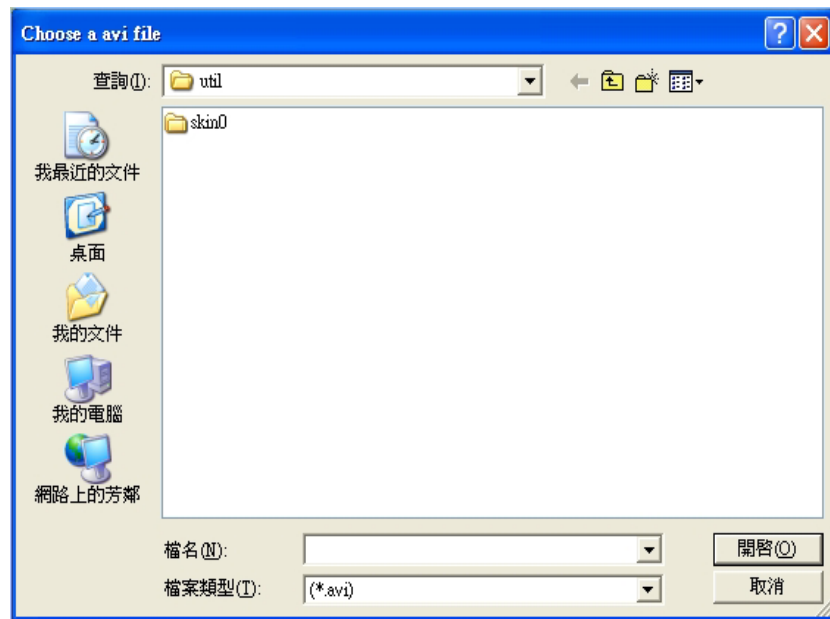 Choose a avi file
查詢(I):
util
skin0
我最近的文件
桌面
我的文件
我的電腦
網路上的芳鄰
檔名(N):
開啓(O)
檔案類型(T):
(*.avi)
取消